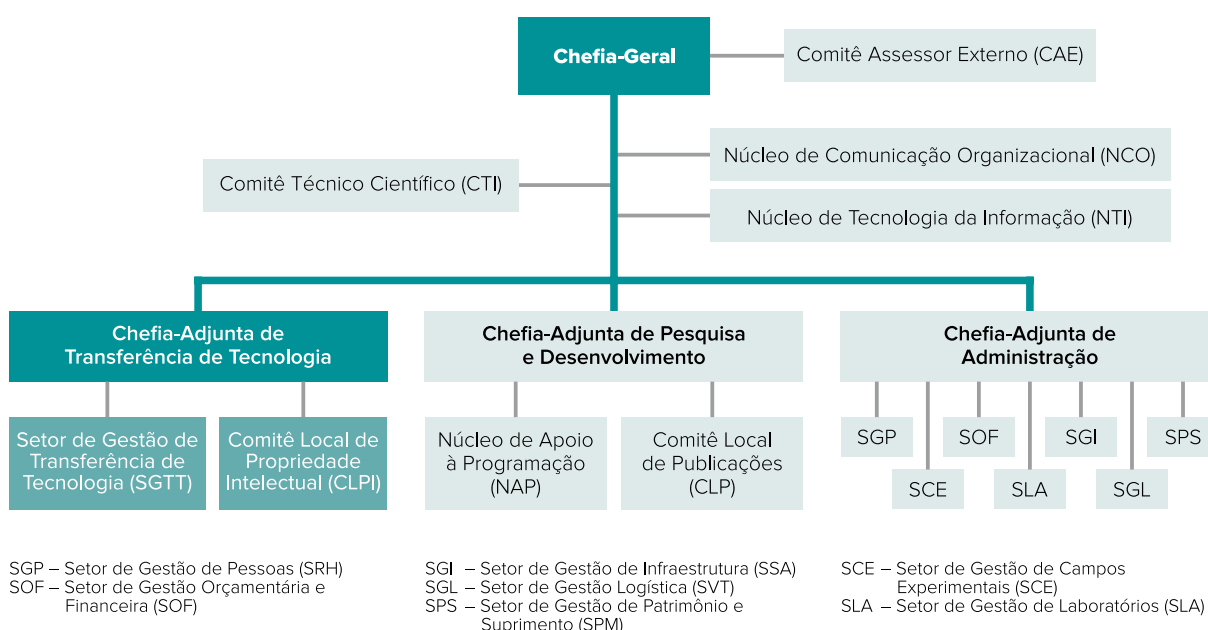 Chefia-Geral
Comitê Assessor Externo (CAE)
Núcleo de Comunicação Organizacional (NCO)
Comitê Técnico Científico (CTI)
Núcleo de Tecnologia da Informação (NTI)
Chefia-Adjunta de
Transferência de Tecnologia
Chefia-Adjunta de Pesquisa
e Desenvolvimento
Chefia-Adjunta de
Administração
Setor de Gestão de
Transferência de
Tecnologia (SGTT)
Comitê Local de
Propriedade
Intelectual (CLPI)
Núcleo de Apoio
à Programação
(NAP)
Comitê Local
de Publicações
(CLP)
SGP
SOF
SGI
SPS
SCE
SLA
SGL
SGP – Setor de Gestão de Pessoas (SRH)
SOF – Setor de Gestão Orçamentária e
Financeira (SOF)
SGI – Setor de Gestão de Infraestrutura (SSA)
SGL – Setor de Gestão Logística (SVT)
SPS – Setor de Gestão de Patrimônio e
Suprimento (SPM)
SCE – Setor de Gestão de Campos
Experimentais (SCE)
SLA – Setor de Gestão de Laboratórios (SLA)